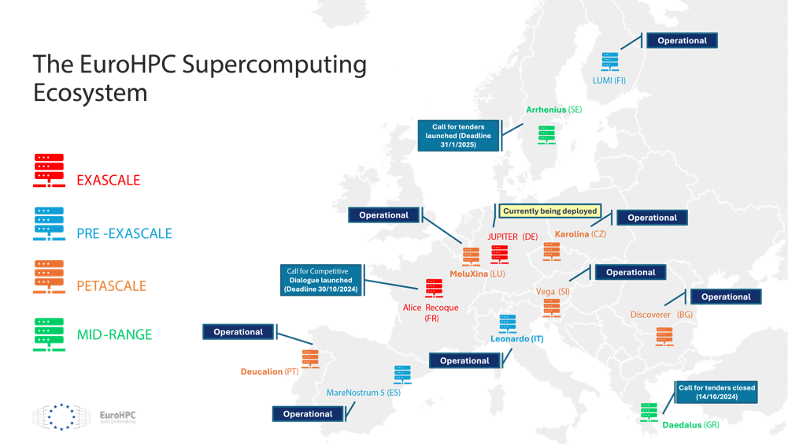 The EuroHPC Supercomputing
Ecosystem
EXASCALE
PRE -EXASCALE
PETASCALE
MID-RANGE
Operational
LUMI (FI)
Arrhenius (SE)
Call for tenders
launched (Deadline
31/1/2025)
Operational
Currently being deployed
Operational
JUPITER (DE)
Karolina (CZ)
MeluXina (LU)
Call for Competitive
Dialogue launched
(Deadline 30/10/2024)
Operational
Alice Recoque
(FR)
Vega (SI)
Operational
Discoverer (BG)
Operational
Leonardo (IT)
Operational
Deucalion (PT)
MareNostrum 5 (ES)
Operational
Call for tenders closed
(14/10/2024)
Daedalus (GR)
EuroHPC
Joint Undertaking